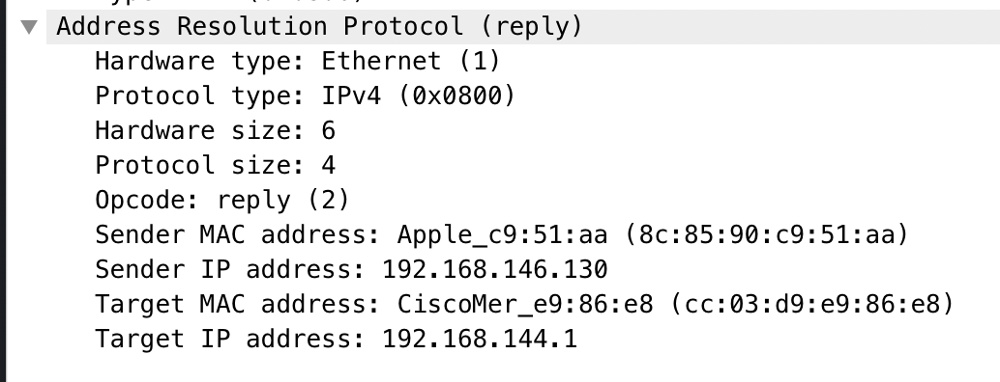 Address Resolution Protocol (reply)
Hardware type: Ethernet (1)
Protocol type: IPv4 (0x0800)
Hardware size: 6
Protocol size: 4
Opcode: reply (2)
Sender MAC address: Apple_c9:51:aa (8c:85:90:c9:51:aa)
Sender IP address: 192.168.146.130
Target MAC address: CiscoMer_e9:86:e8 (cc:03:d9:e9:86:e8)
Target IP address: 192.168.144.1